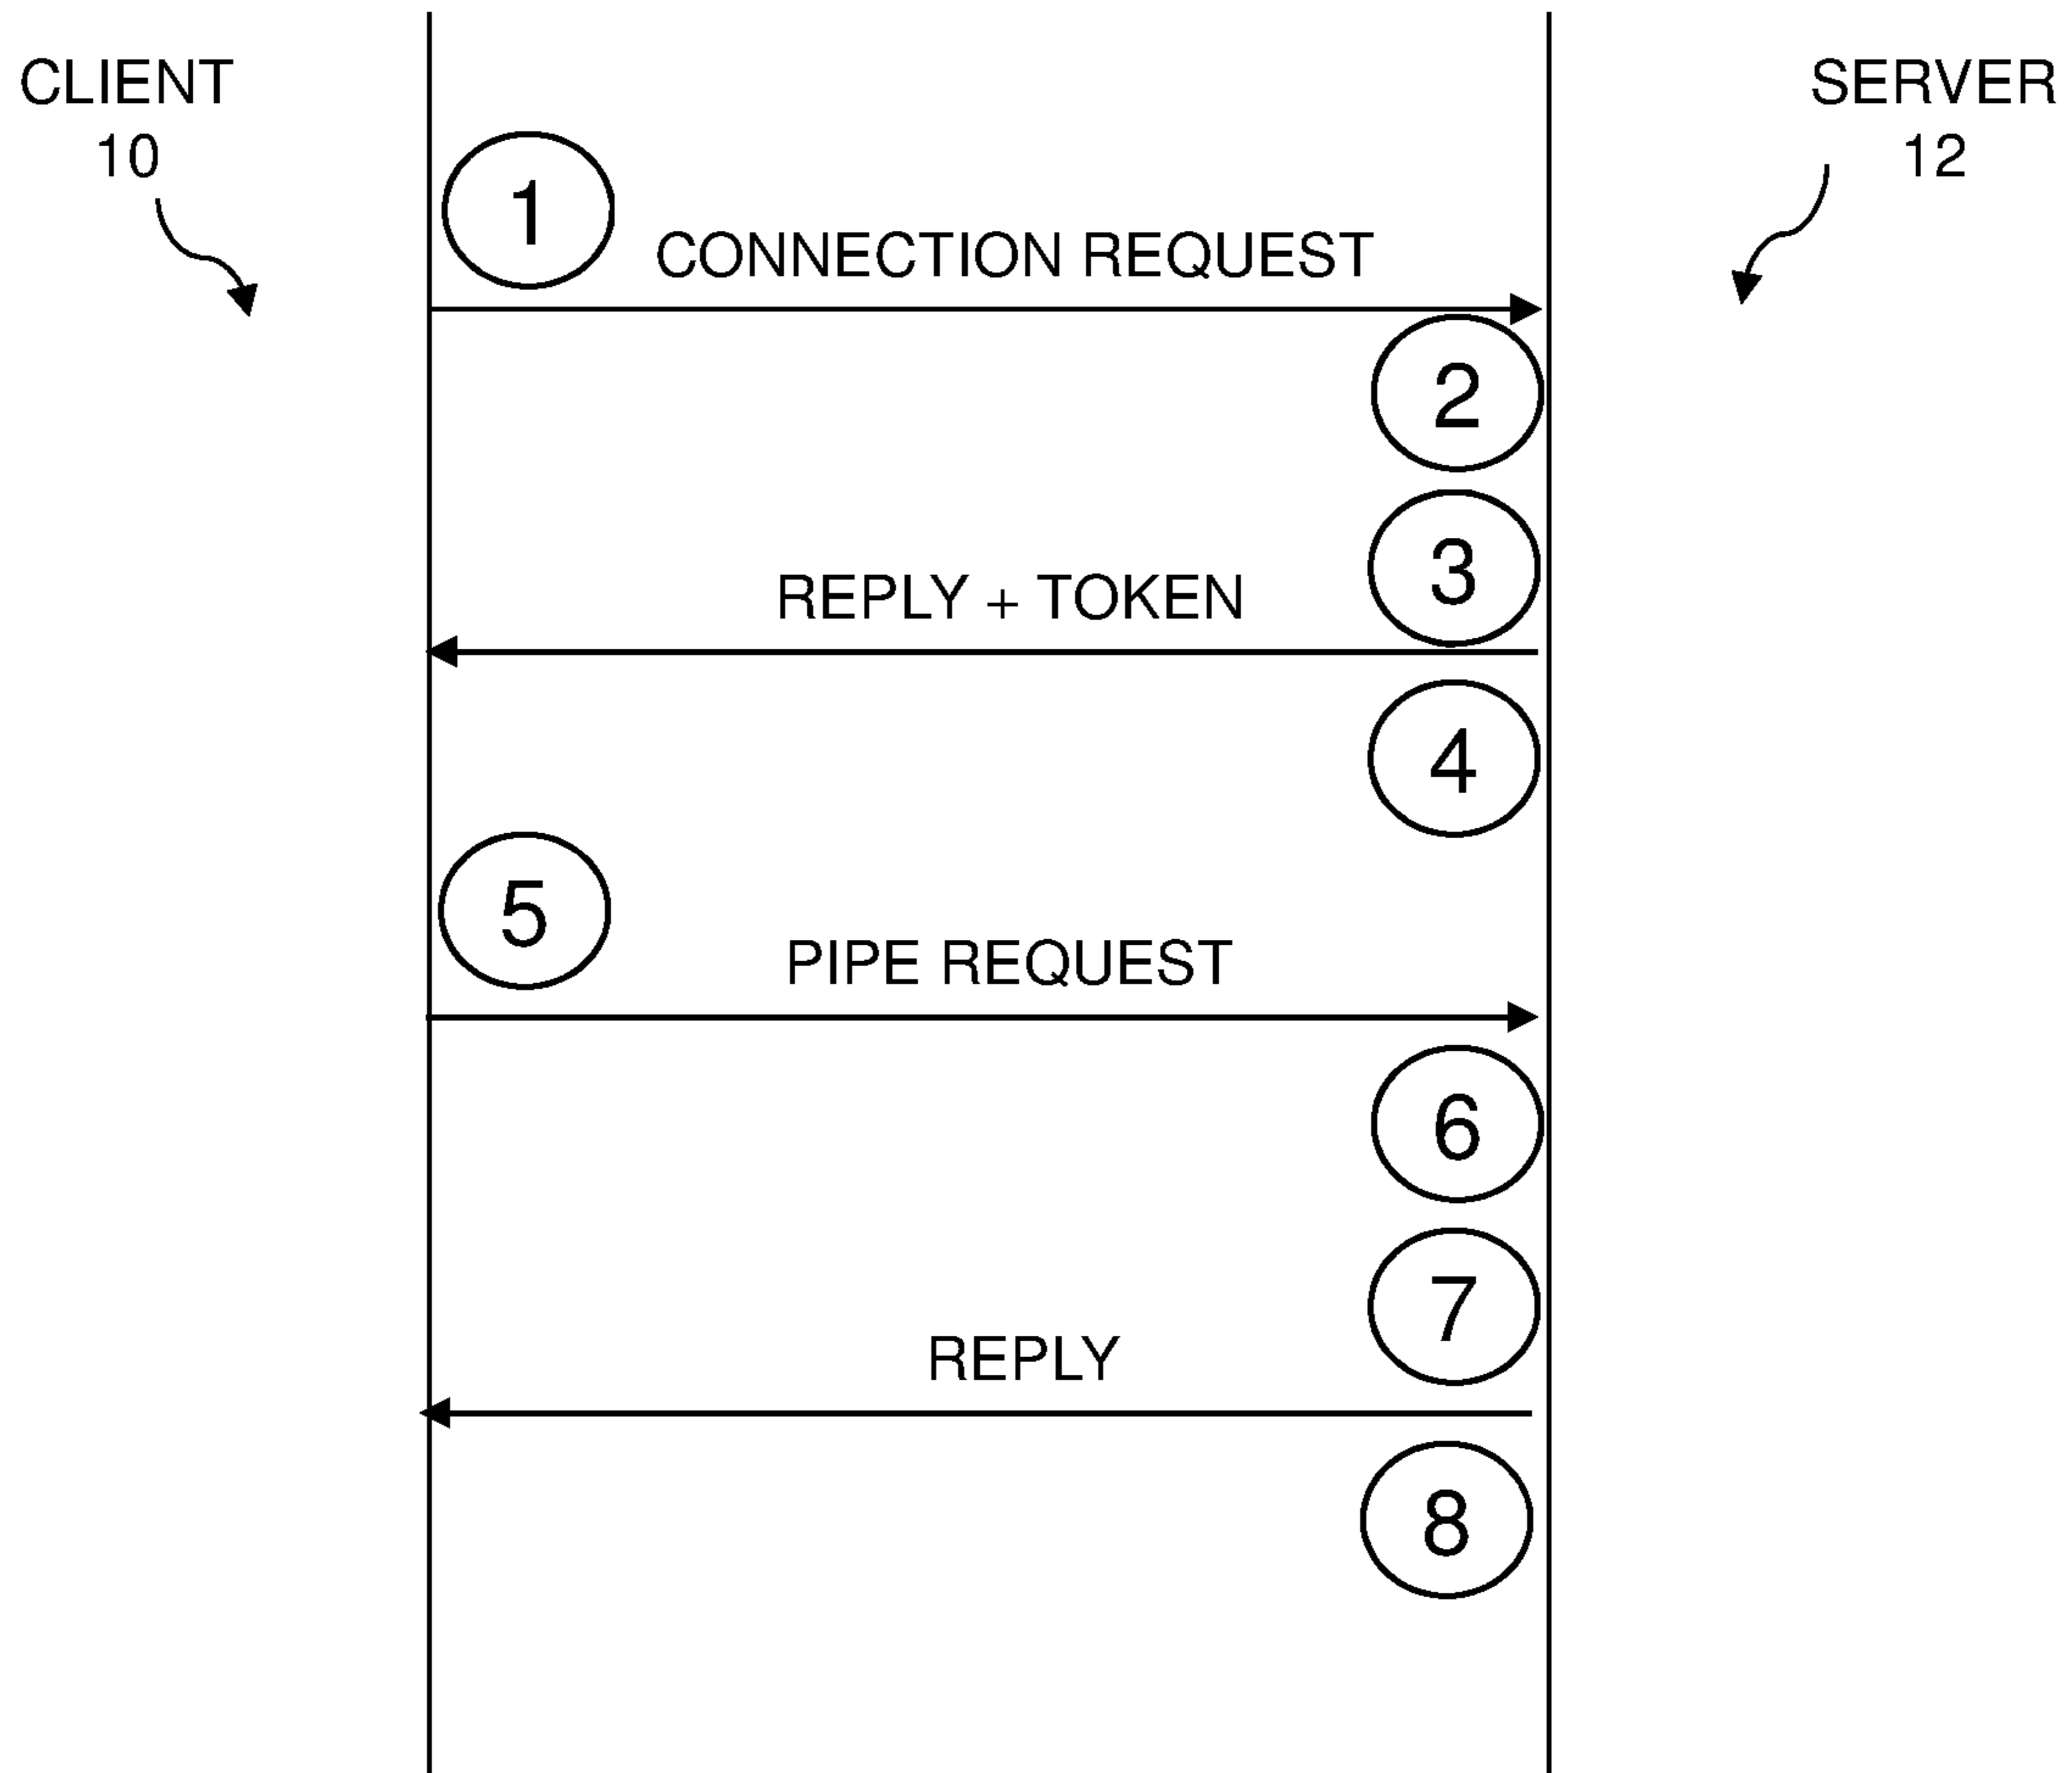 CLIENT
10
SERVER
12
1
CONNECTION REQUEST
2
3
REPLY + TOKEN
4
5
PIPE REQUEST
6
7
REPLY
8